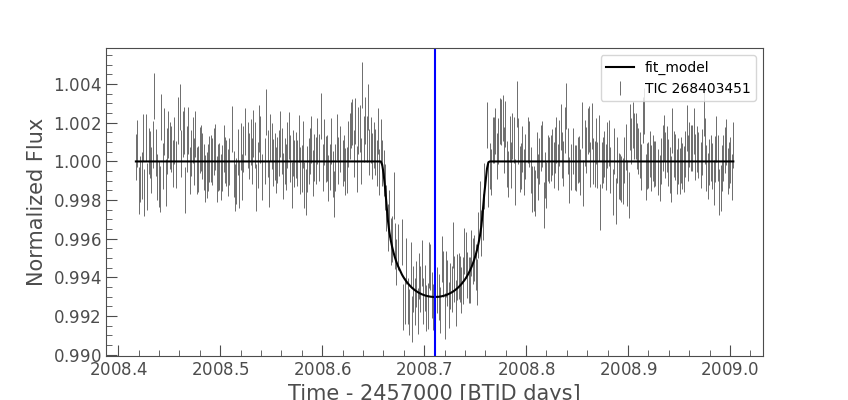 fit_model
TIC 268403451
1.004
1.002
1.000
0.998
0.996
0.994
0.992
0.990
Normalized Flux
2008.4 2008.5 2008.6 2008.7 2008.8 2008.9 2009.0
Time - 2457000 [BTJD days]